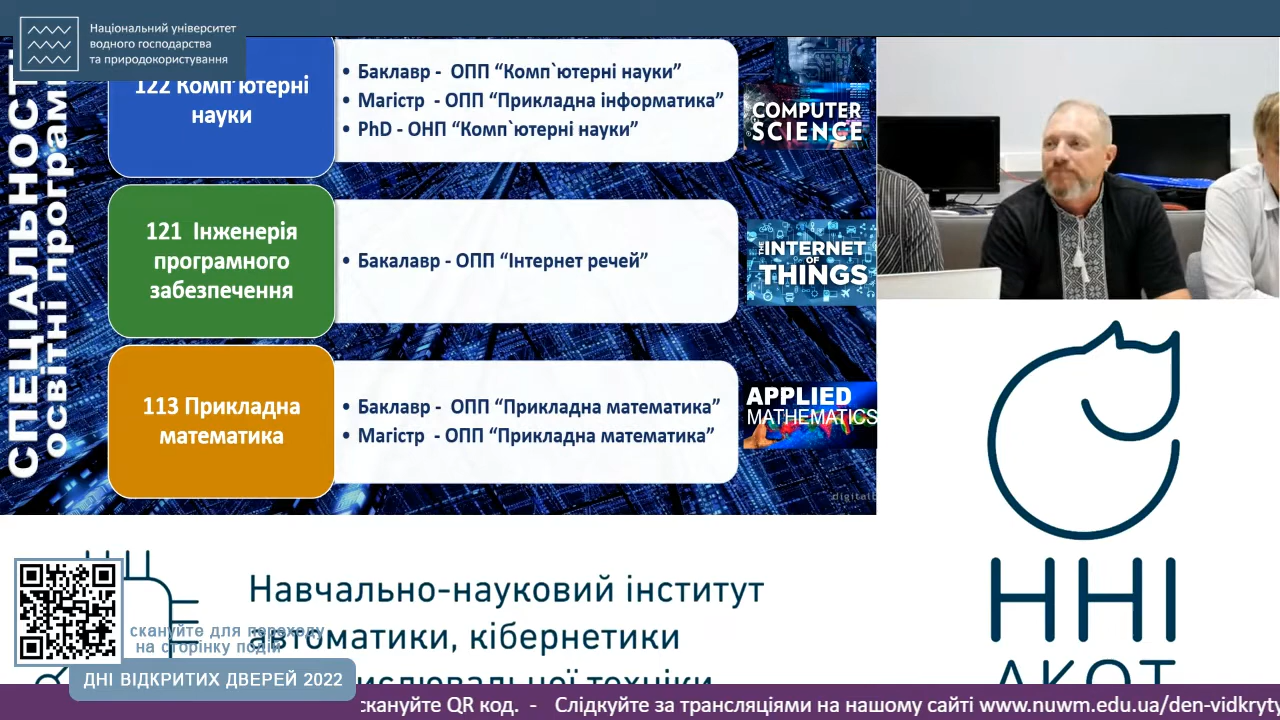 Національний університет
водного господарства
та природокористування
СПЕЦІАЛЬНОСТІ
освітні програми
122 Комп`ютерні
науки
• Баклавр - ОПП “Комп`ютерні науки”
• Магістр - ОПП “Прикладна інформатика”
• PhD - ОНП “Комп`ютерні науки”
COMPUTER
SCIENCE
121 Інженерія
програмного
забезпечення
• Бакалавр - ОПП “Інтернет речей”
THE INTERNET
OF
THINGS
113 Прикладна
математика
• Баклавр - ОПП “Прикладна математика”
• Магістр - ОПП “Прикладна математика”
APPLIED
MATHEMATICS
digital
Навчально-науковий інститут
автоматики, кібернетики
ННІ
АКОТ
скануйте для переходу
на сторінку події
ДНІ ВІДКРИТИХ ДВЕРЕЙ 2022
скануйте QR код. - Слідкуйте за трансляціями на нашому сайті www.nuwm.edu.ua/den-vidkryty